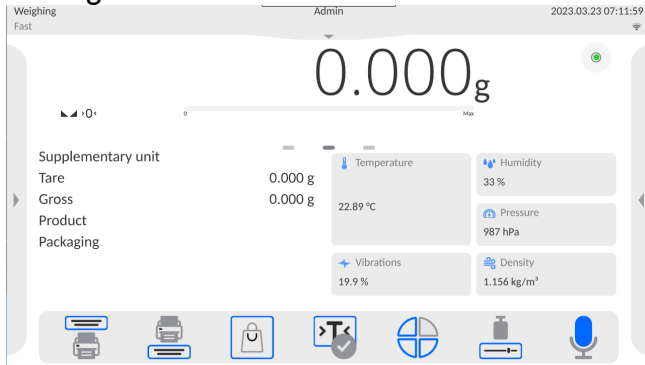 Weighing Admin 2023.03.23 07:11:59
Fast
0.000g
›0‹ 0 Max
Supplementary unit
Tare 0.000 g
Gross 0.000 g
Product
Packaging
Temperature
22.89 °C
Humidity
33 %
Pressure
987 hPa
Vibrations
19.9 %
Density
1.156 kg/m³
›T‹